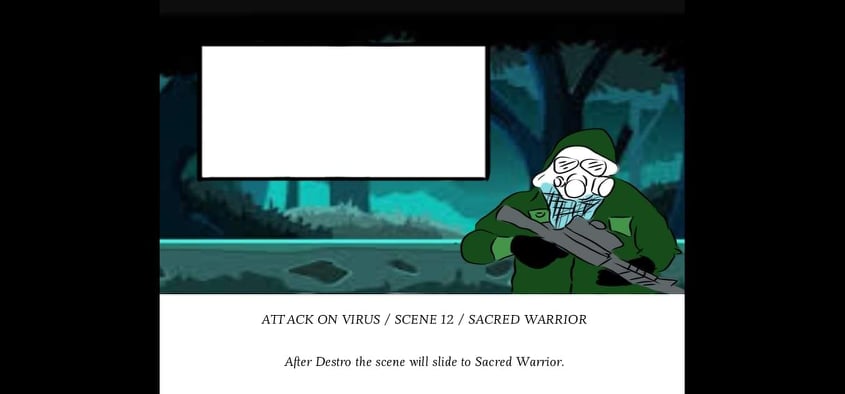 ATTACK ON VIRUS / SCENE 12 / SACRED WARRIOR
After Destro the scene will slide to Sacred Warrior.